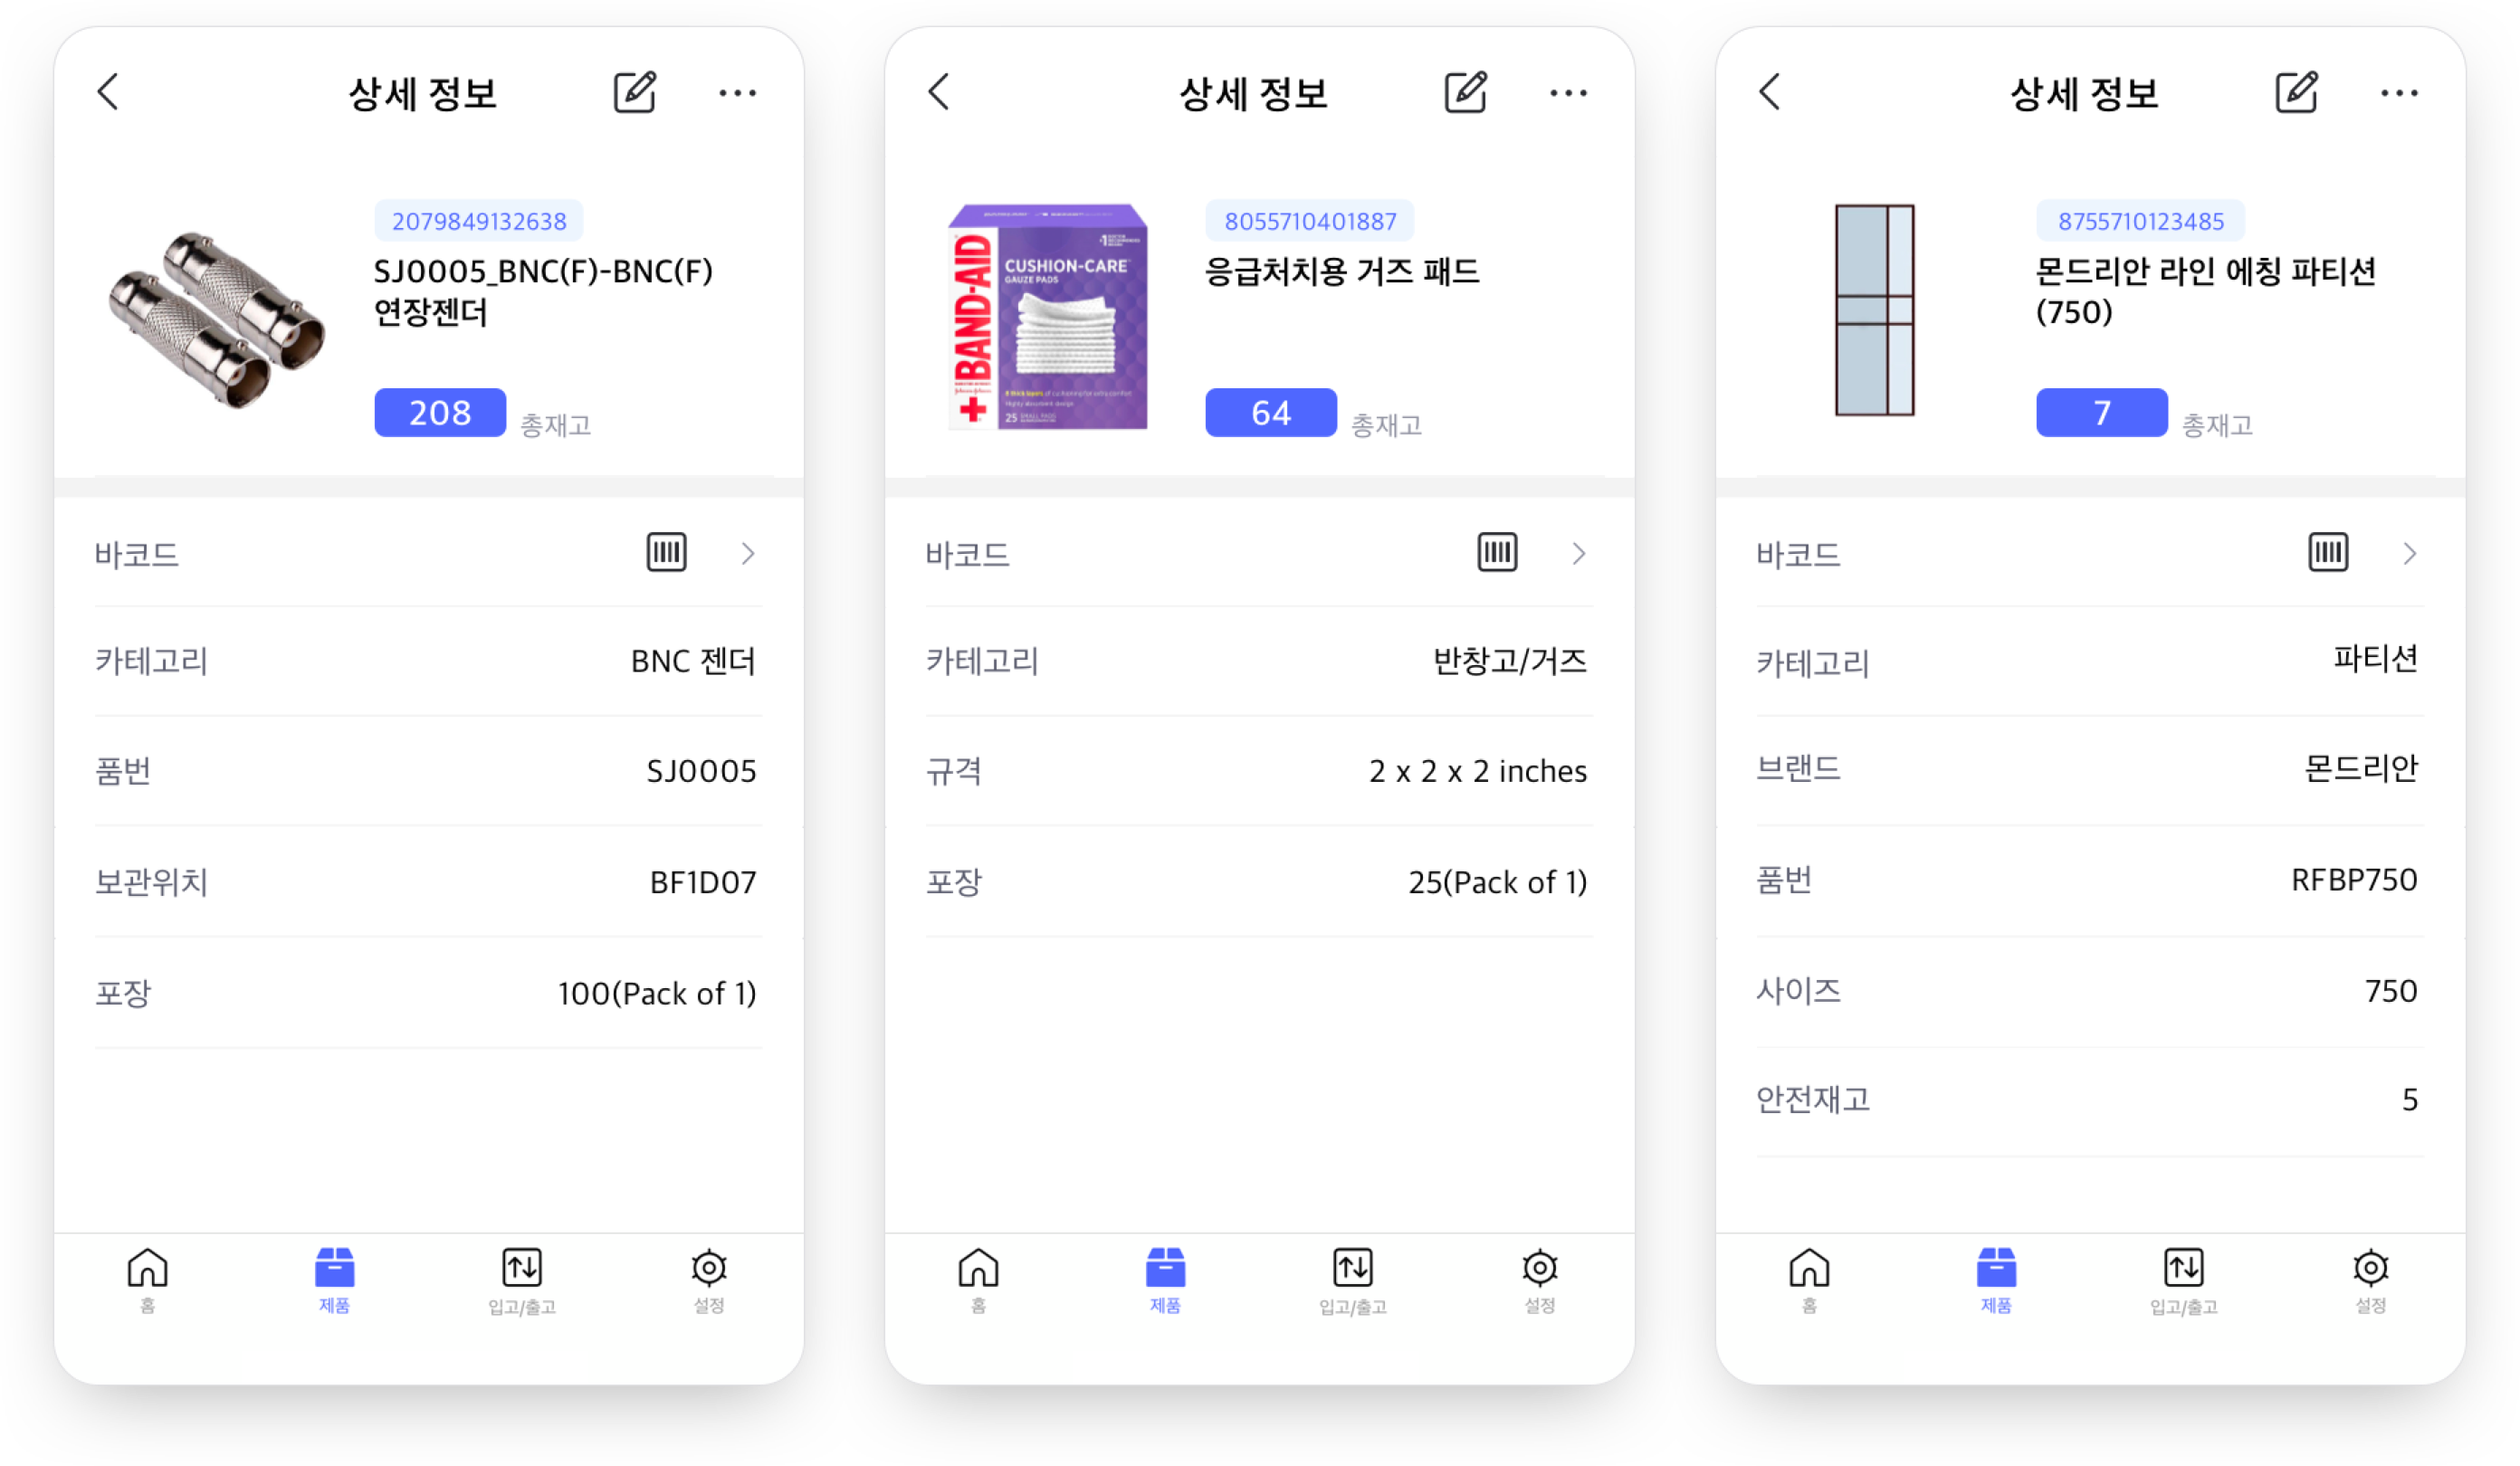 상세 정보
2079849132638
SJ0005_BNC(F)-BNC(F)
연장젠더
208 총재고
바코드
카테고리 BNC 젠더
품번 SJ0005
보관위치 BF1D07
포장 100(Pack of 1)
홈 제품 입고/출고 설정
상세 정보
BAND-AID
CUSHION-CARE
GAUZE PADS
25 SMALL PADS
8055710401887
응급처치용 거즈 패드
64 총재고
바코드
카테고리 반창고/거즈
규격 2 x 2 x 2 inches
포장 25(Pack of 1)
홈 제품 입고/출고 설정
상세 정보
8755710123485
몬드리안 라인 에칭 파티션
(750)
7 총재고
바코드
카테고리 파티션
브랜드 몬드리안
품번 RFBP750
사이즈 750
안전재고 5
홈 제품 입고/출고 설정